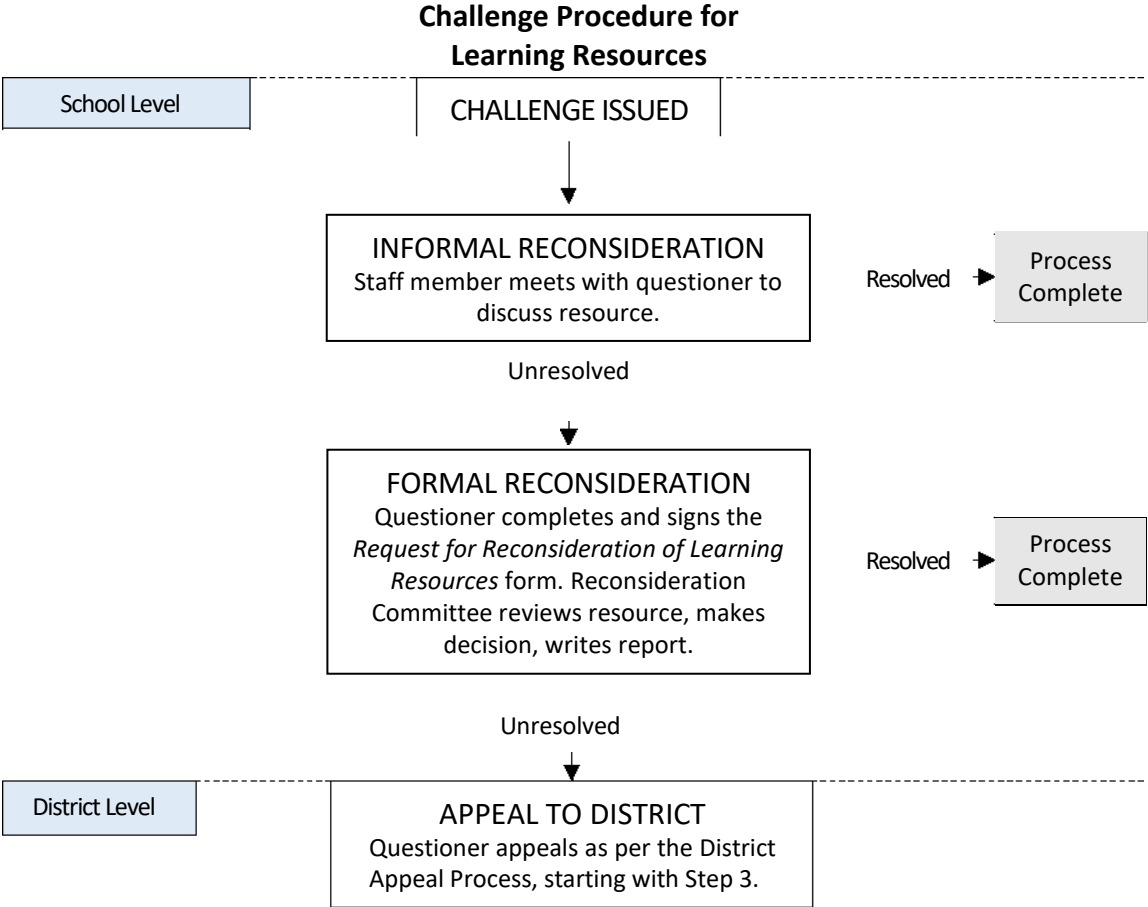 Challenge Procedure for
Learning Resources
School Level
CHALLENGE ISSUED
INFORMAL RECONSIDERATION
Staff member meets with questioner to
discuss resource.
Resolved
Process
Complete
Unresolved
FORMAL RECONSIDERATION
Questioner completes and signs the
Request for Reconsideration of Learning
Resources form. Reconsideration
Committee reviews resource, makes
decision, writes report.
Resolved
Process
Complete
Unresolved
District Level
APPEAL TO DISTRICT
Questioner appeals as per the District
Appeal Process, starting with Step 3.